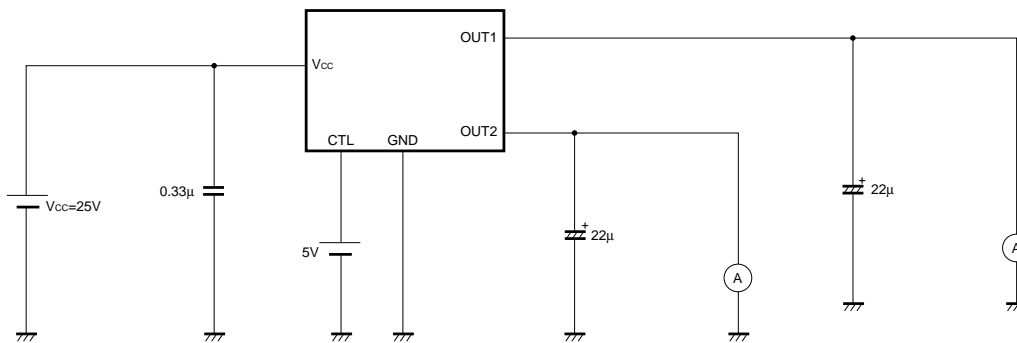 OUT1
Vcc
OUT2
CTL GND
+
22µ
0.33µ
Vcc=25V
+
22µ
5V
A
A